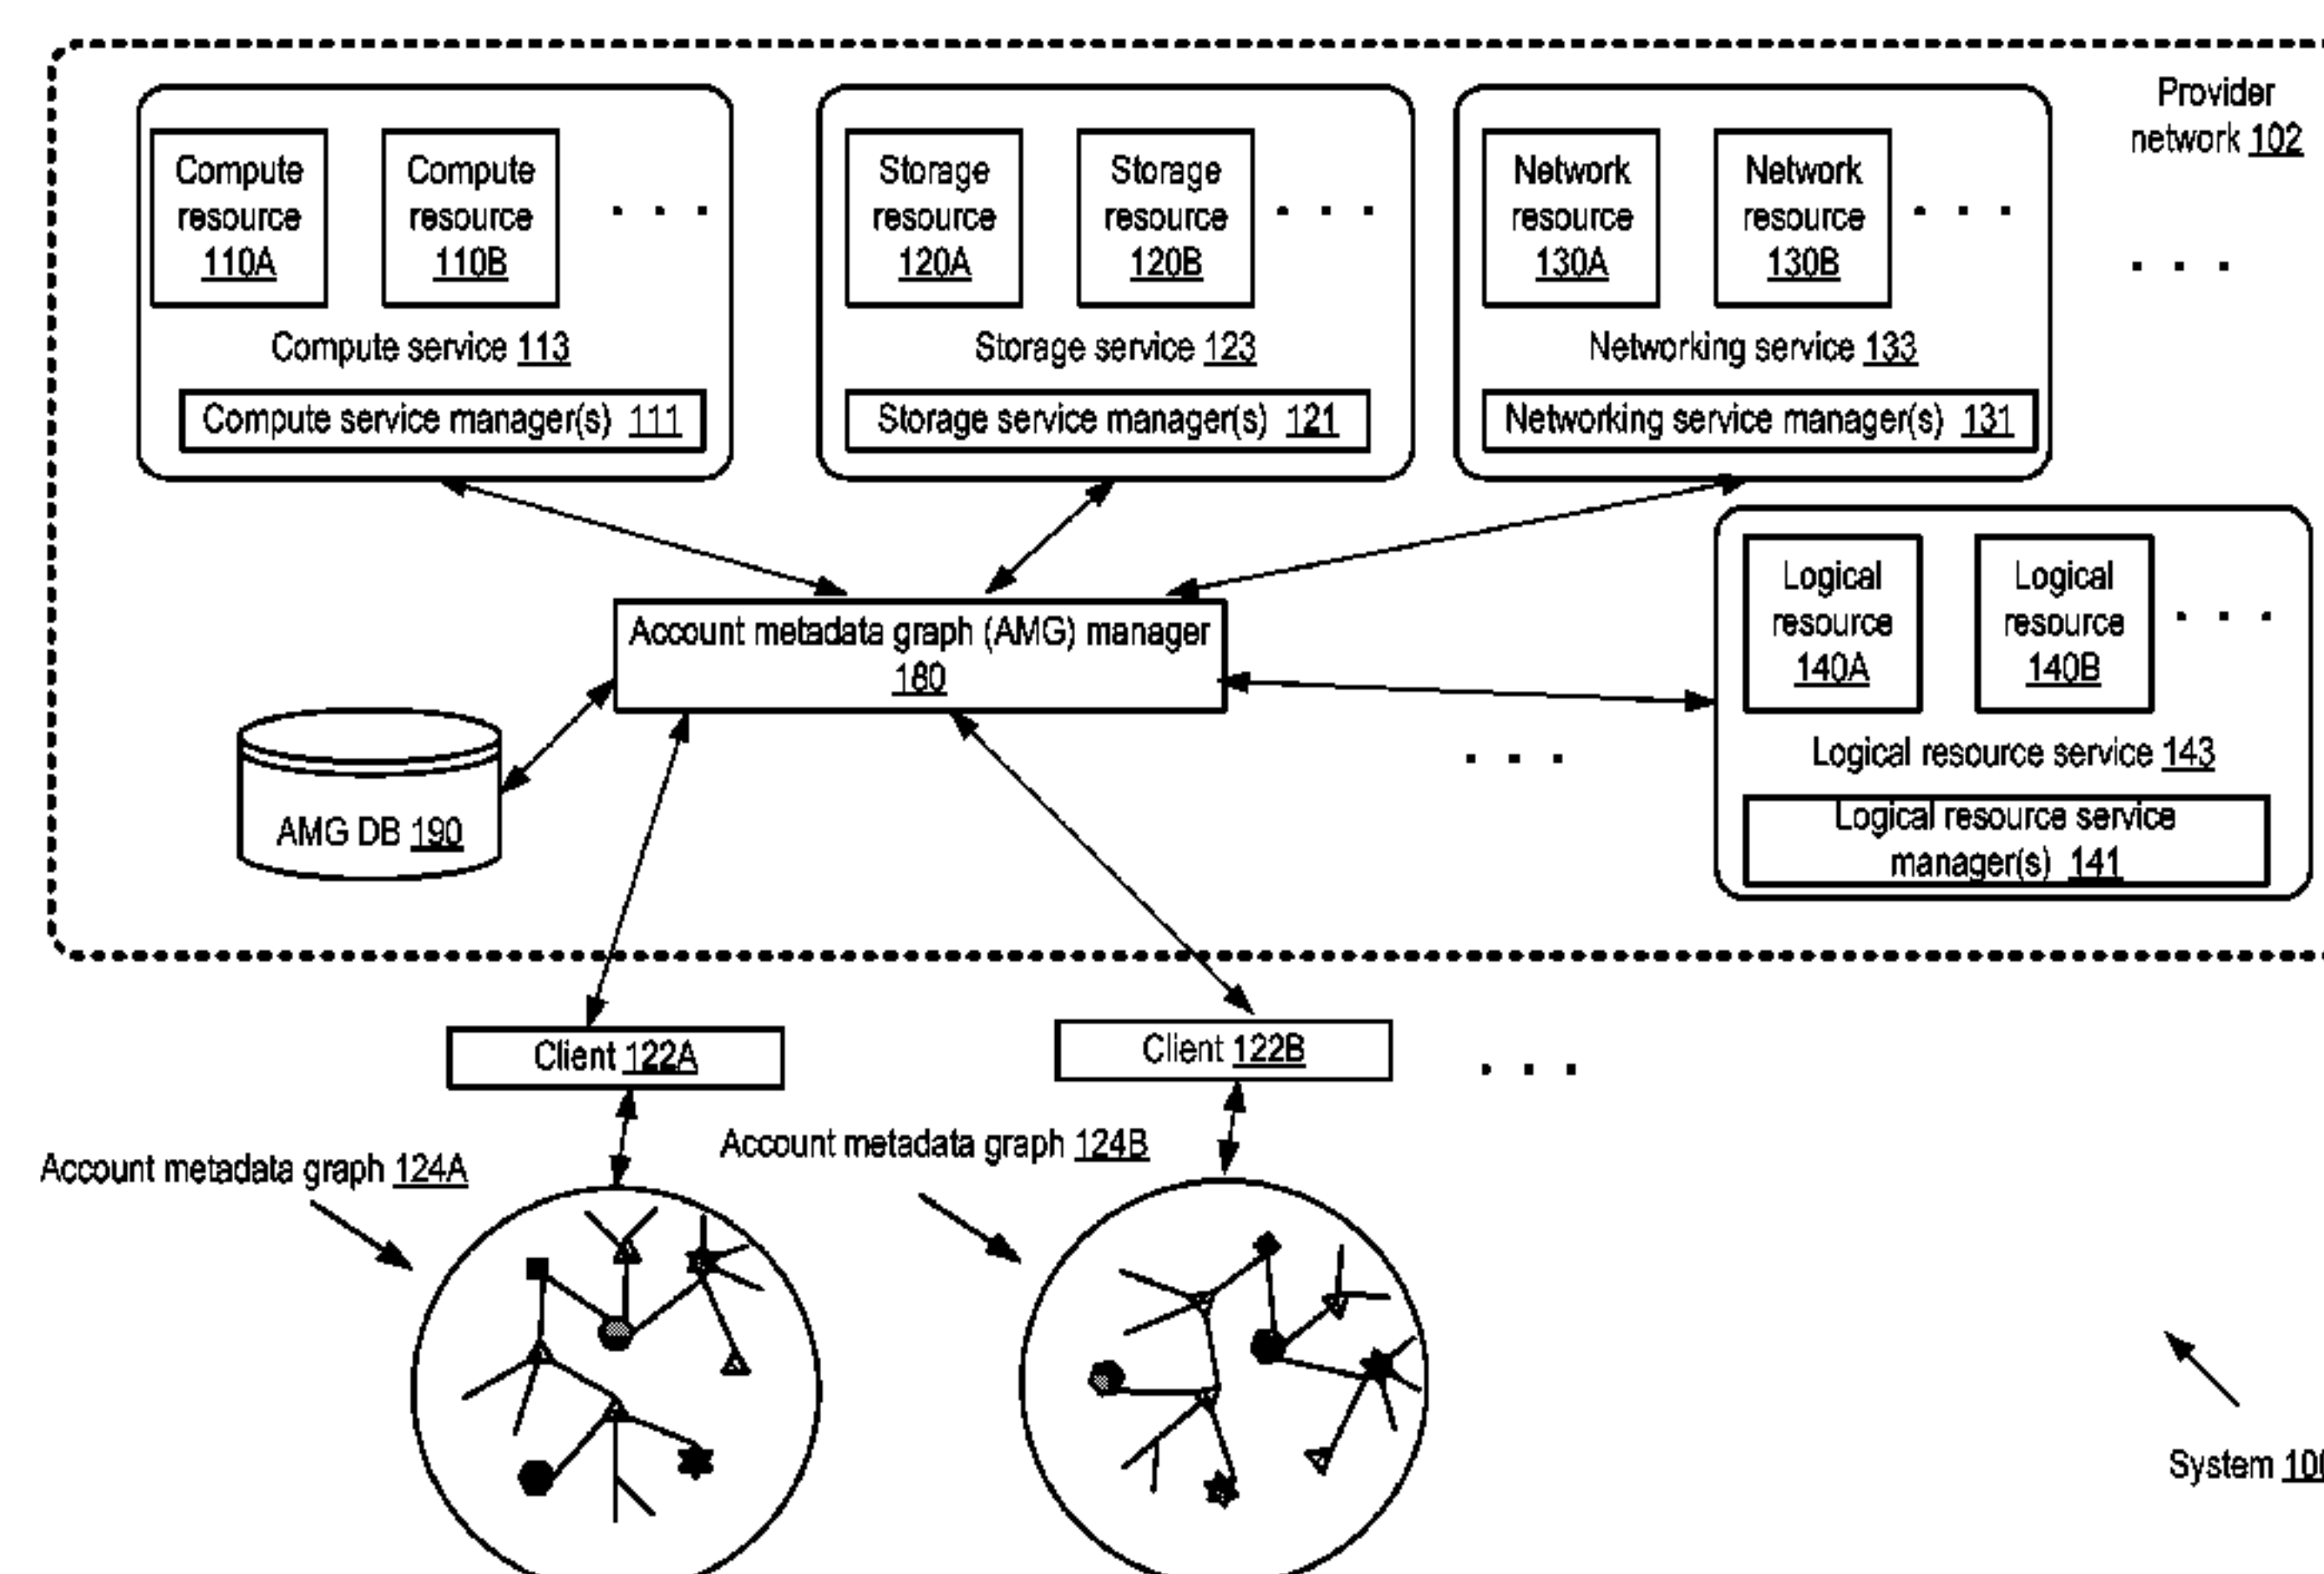 Provider
network 102
Compute
resource
110A
Compute
resource
110B
. . .
Compute service 113
Compute service manager(s) 111
Storage
resource
120A
Storage
resource
120B
. . .
Storage service 123
Storage service manager(s) 121
Network
resource
130A
Network
resource
130B
. . .
Networking service 133
Networking service manager(s) 131
. . .
Account metadata graph (AMG) manager
180
Logical
resource
140A
Logical
resource
140B
. . .
Logical resource service 143
Logical resource service
manager(s) 141
. . .
AMG DB 190
Client 122A
Client 122B
. . .
Account metadata graph 124A
Account metadata graph 124B
System